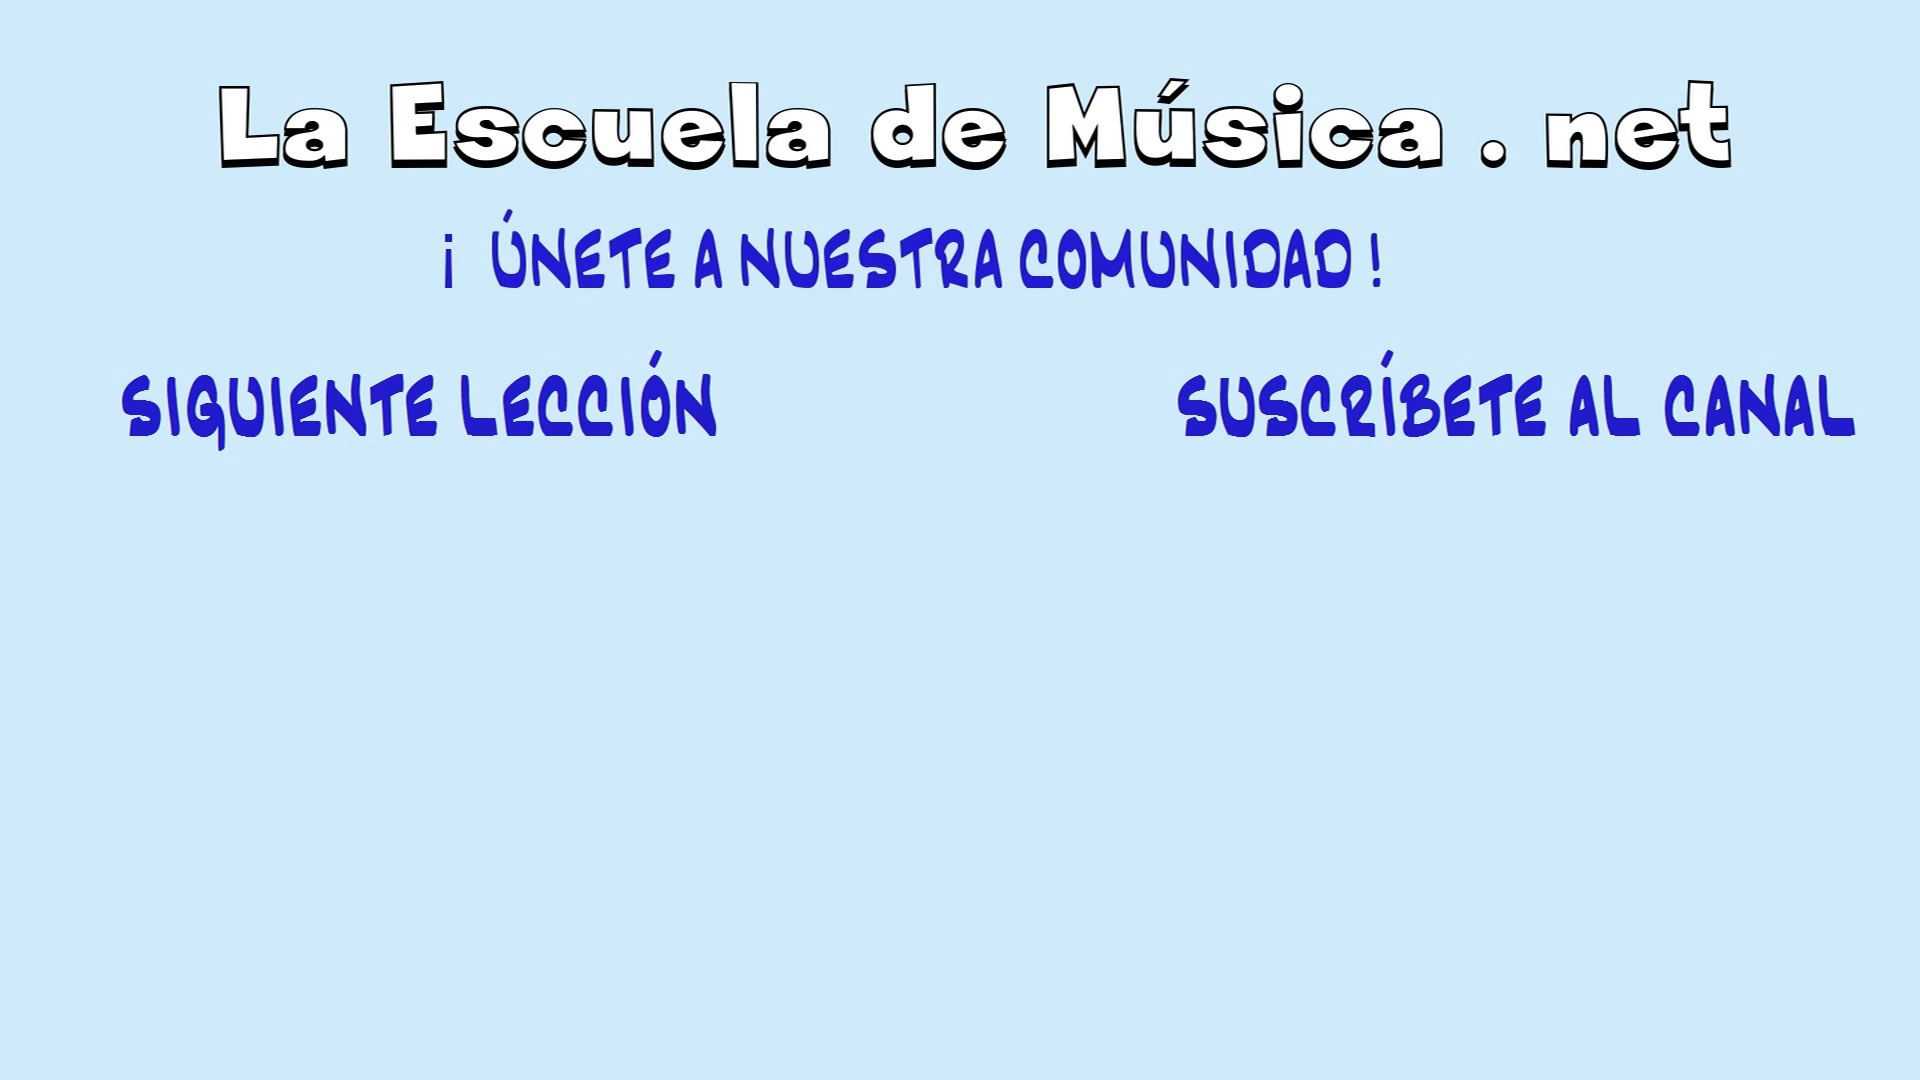 La Escuela de Música . net
¡ ÚNETE A NUESTRA COMUNIDAD !
SIGUIENTE LECCIÓN
SUSCRÍBETE AL CANAL